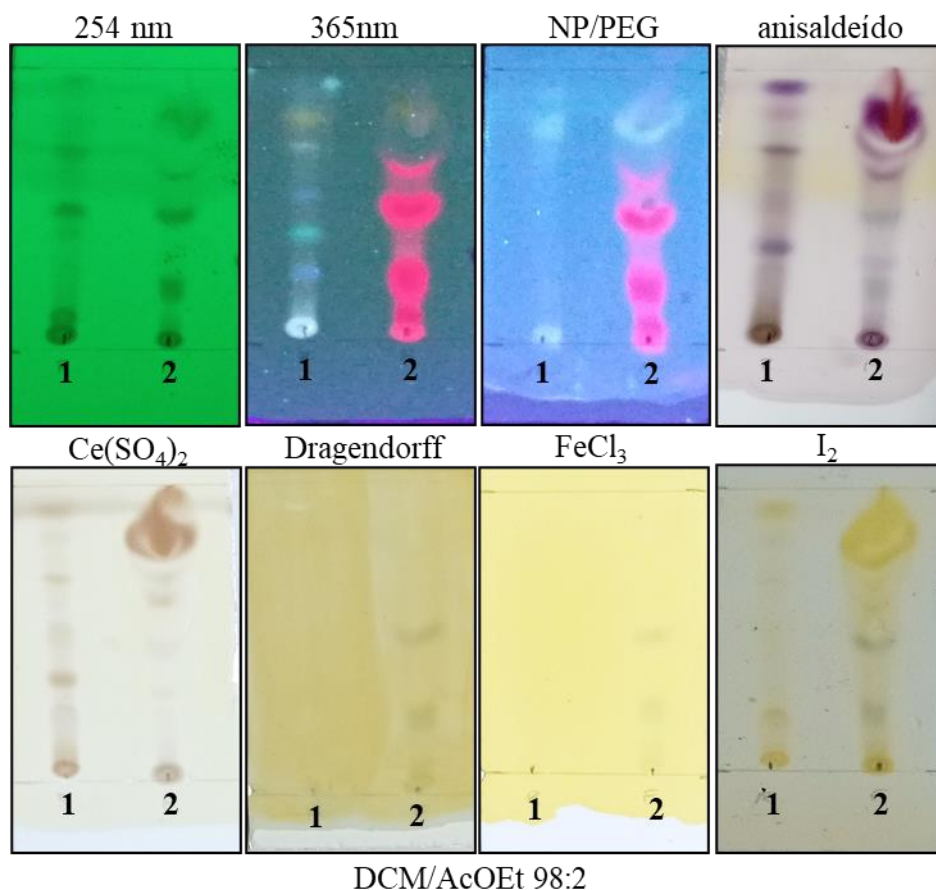 254 nm 365nm NP/PEG anisaldeído
1 2 1 2 1 2 1 2
Ce(SO₄)₂ Dragendorff FeCl₃ I₂
1 2 1 2 1 2 1 2
DCM/AcOEt 98:2